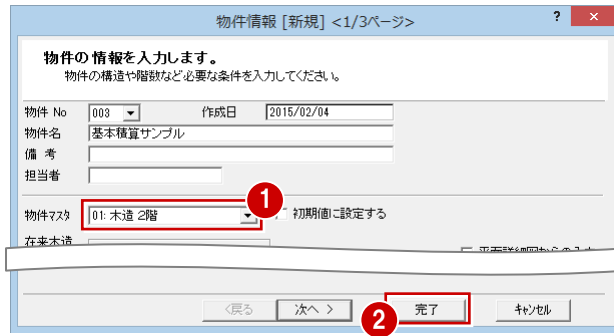 物件情報 [新規] <1/3ページ> ? ×
物件の情報を入力します。
物件の構造や階数など必要な条件を入力してください。
物件 No 003 作成日 2015/02/04
物件名 基本積算サンプル
備 考
担当者
1
物件マスタ 01: 木造 2階 初期値に設定する
在来木造 平面詳細図からの入力
<戻る 次へ > 完了 キャンセル
2